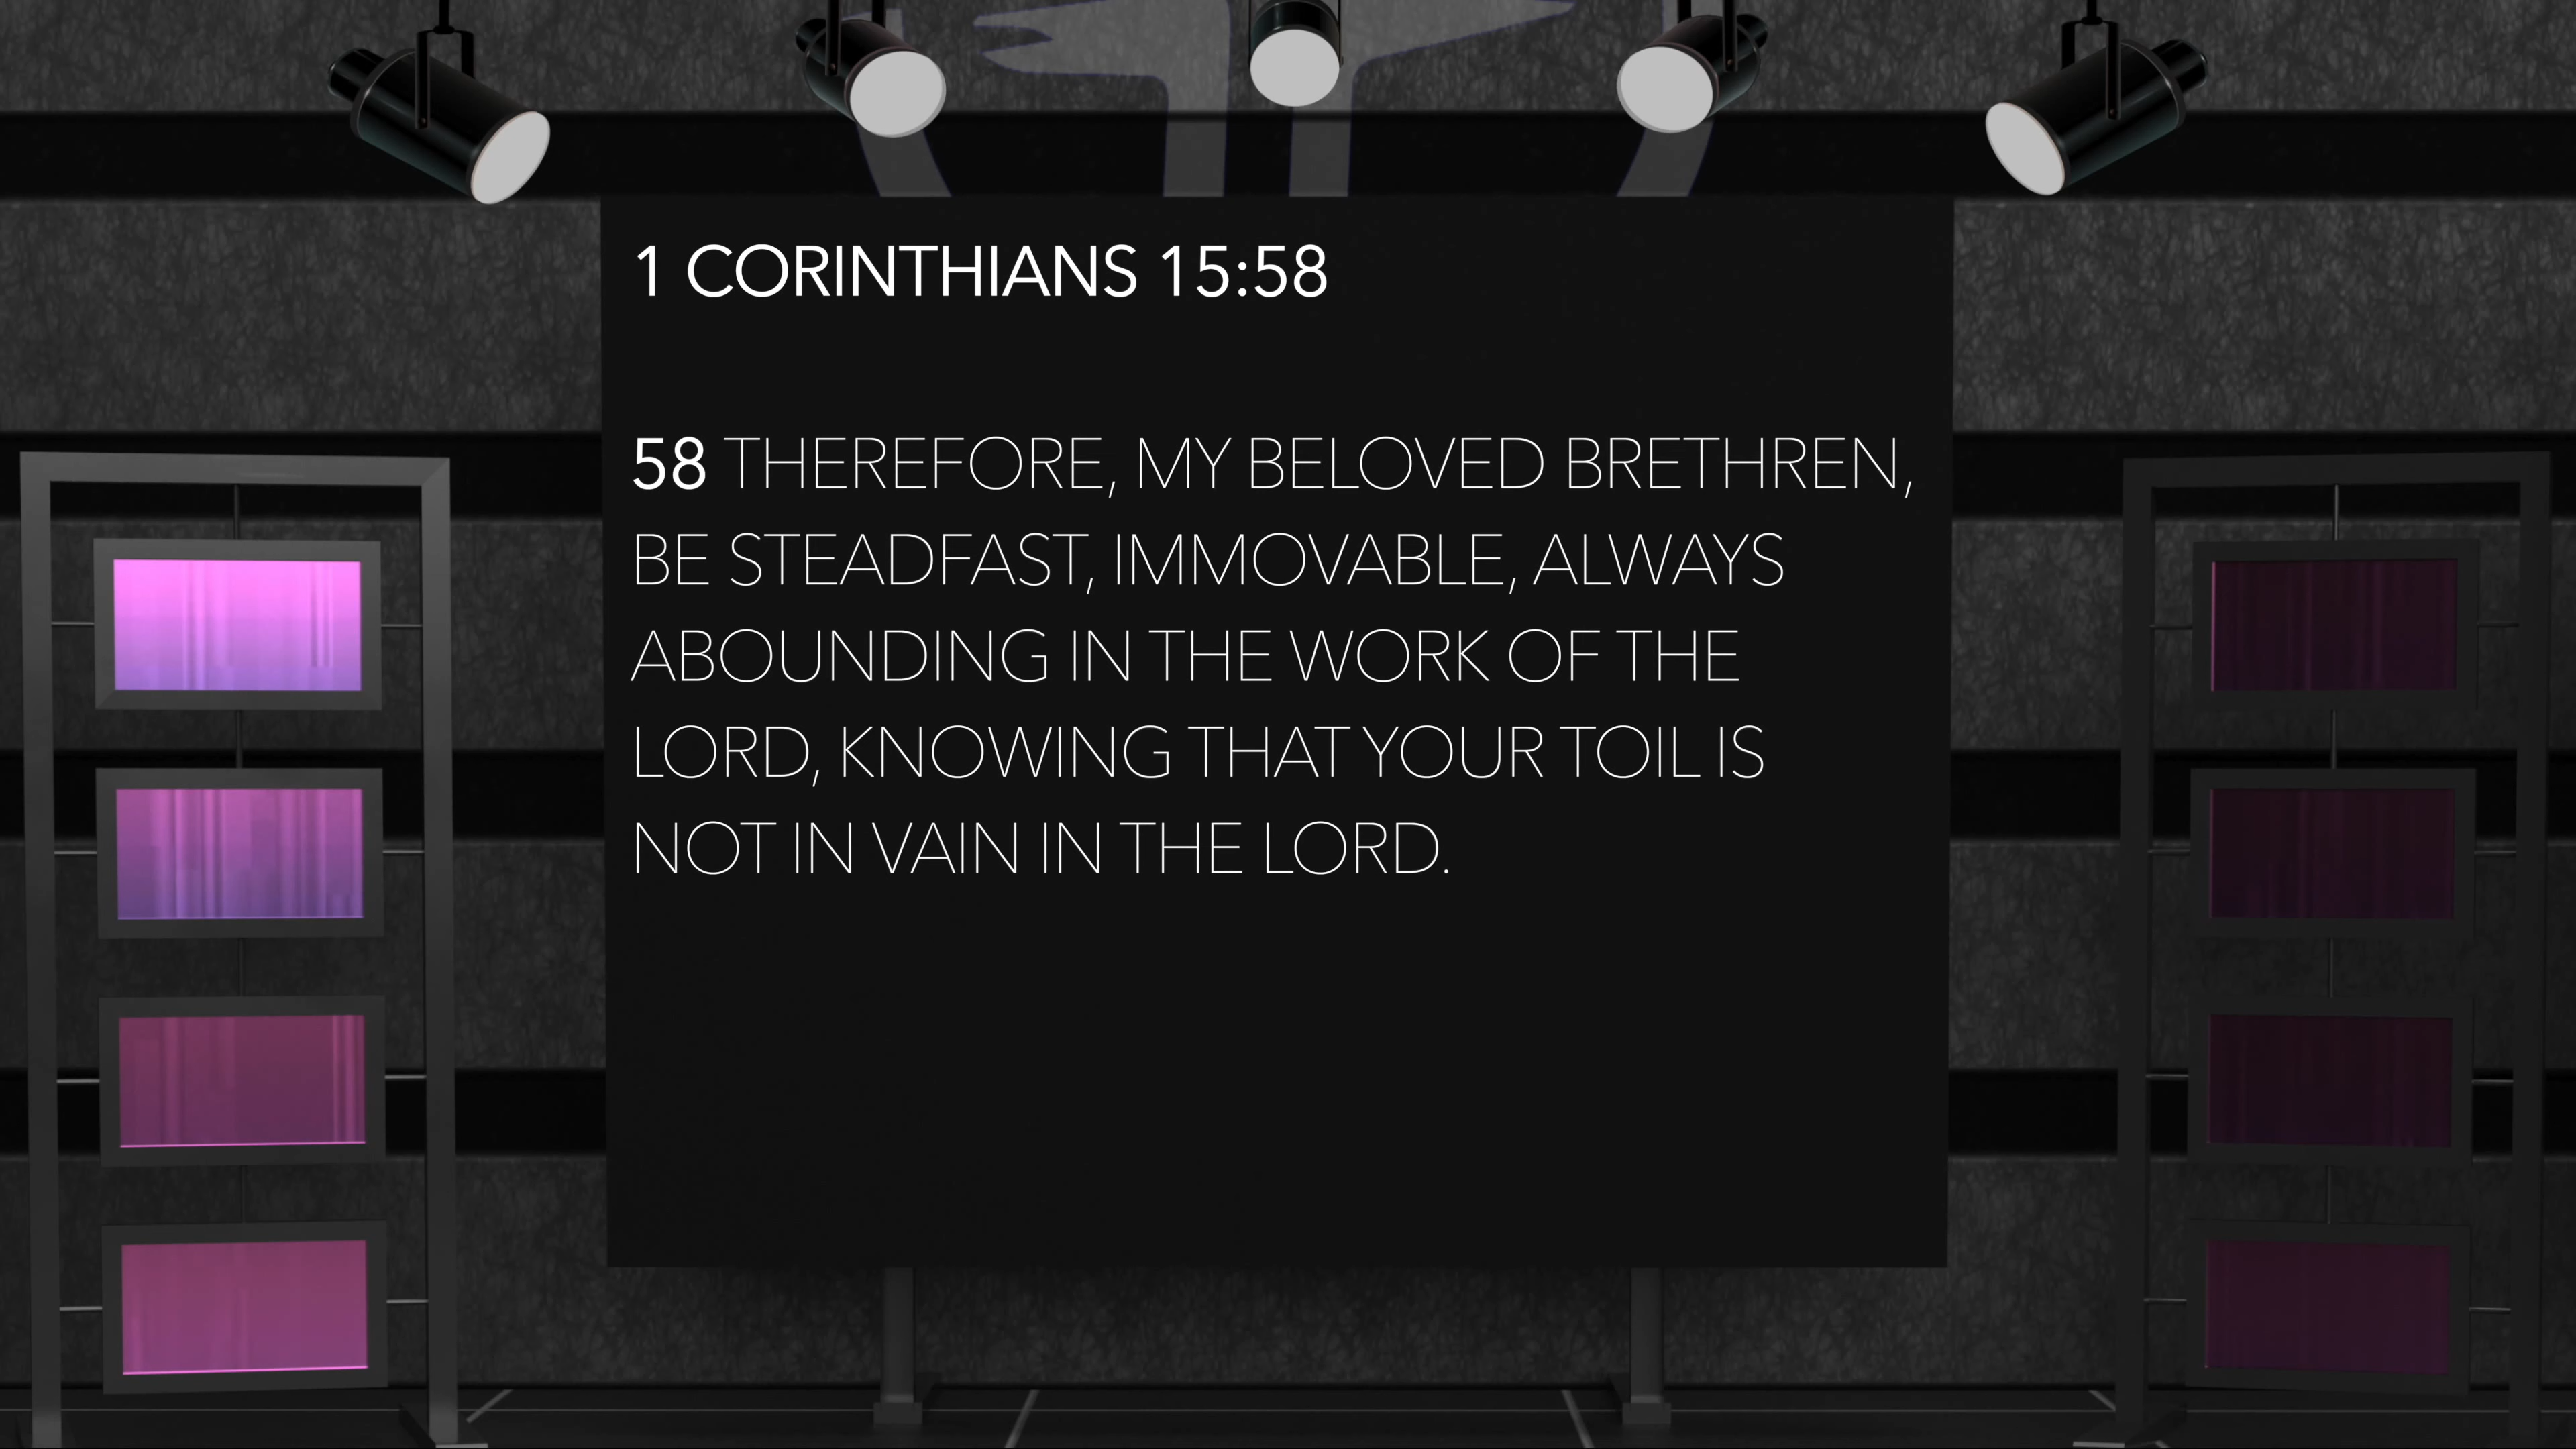 1 CORINTHIANS 15:58
58 THEREFORE, MY BELOVED BRETHREN,
BE STEADFAST, IMMOVABLE, ALWAYS
ABOUNDING IN THE WORK OF THE
LORD, KNOWING THAT YOUR TOIL IS
NOT IN VAIN IN THE LORD.